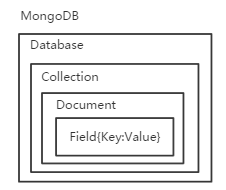 MongoDB
Database
Collection
Document
Field{Key:Value}